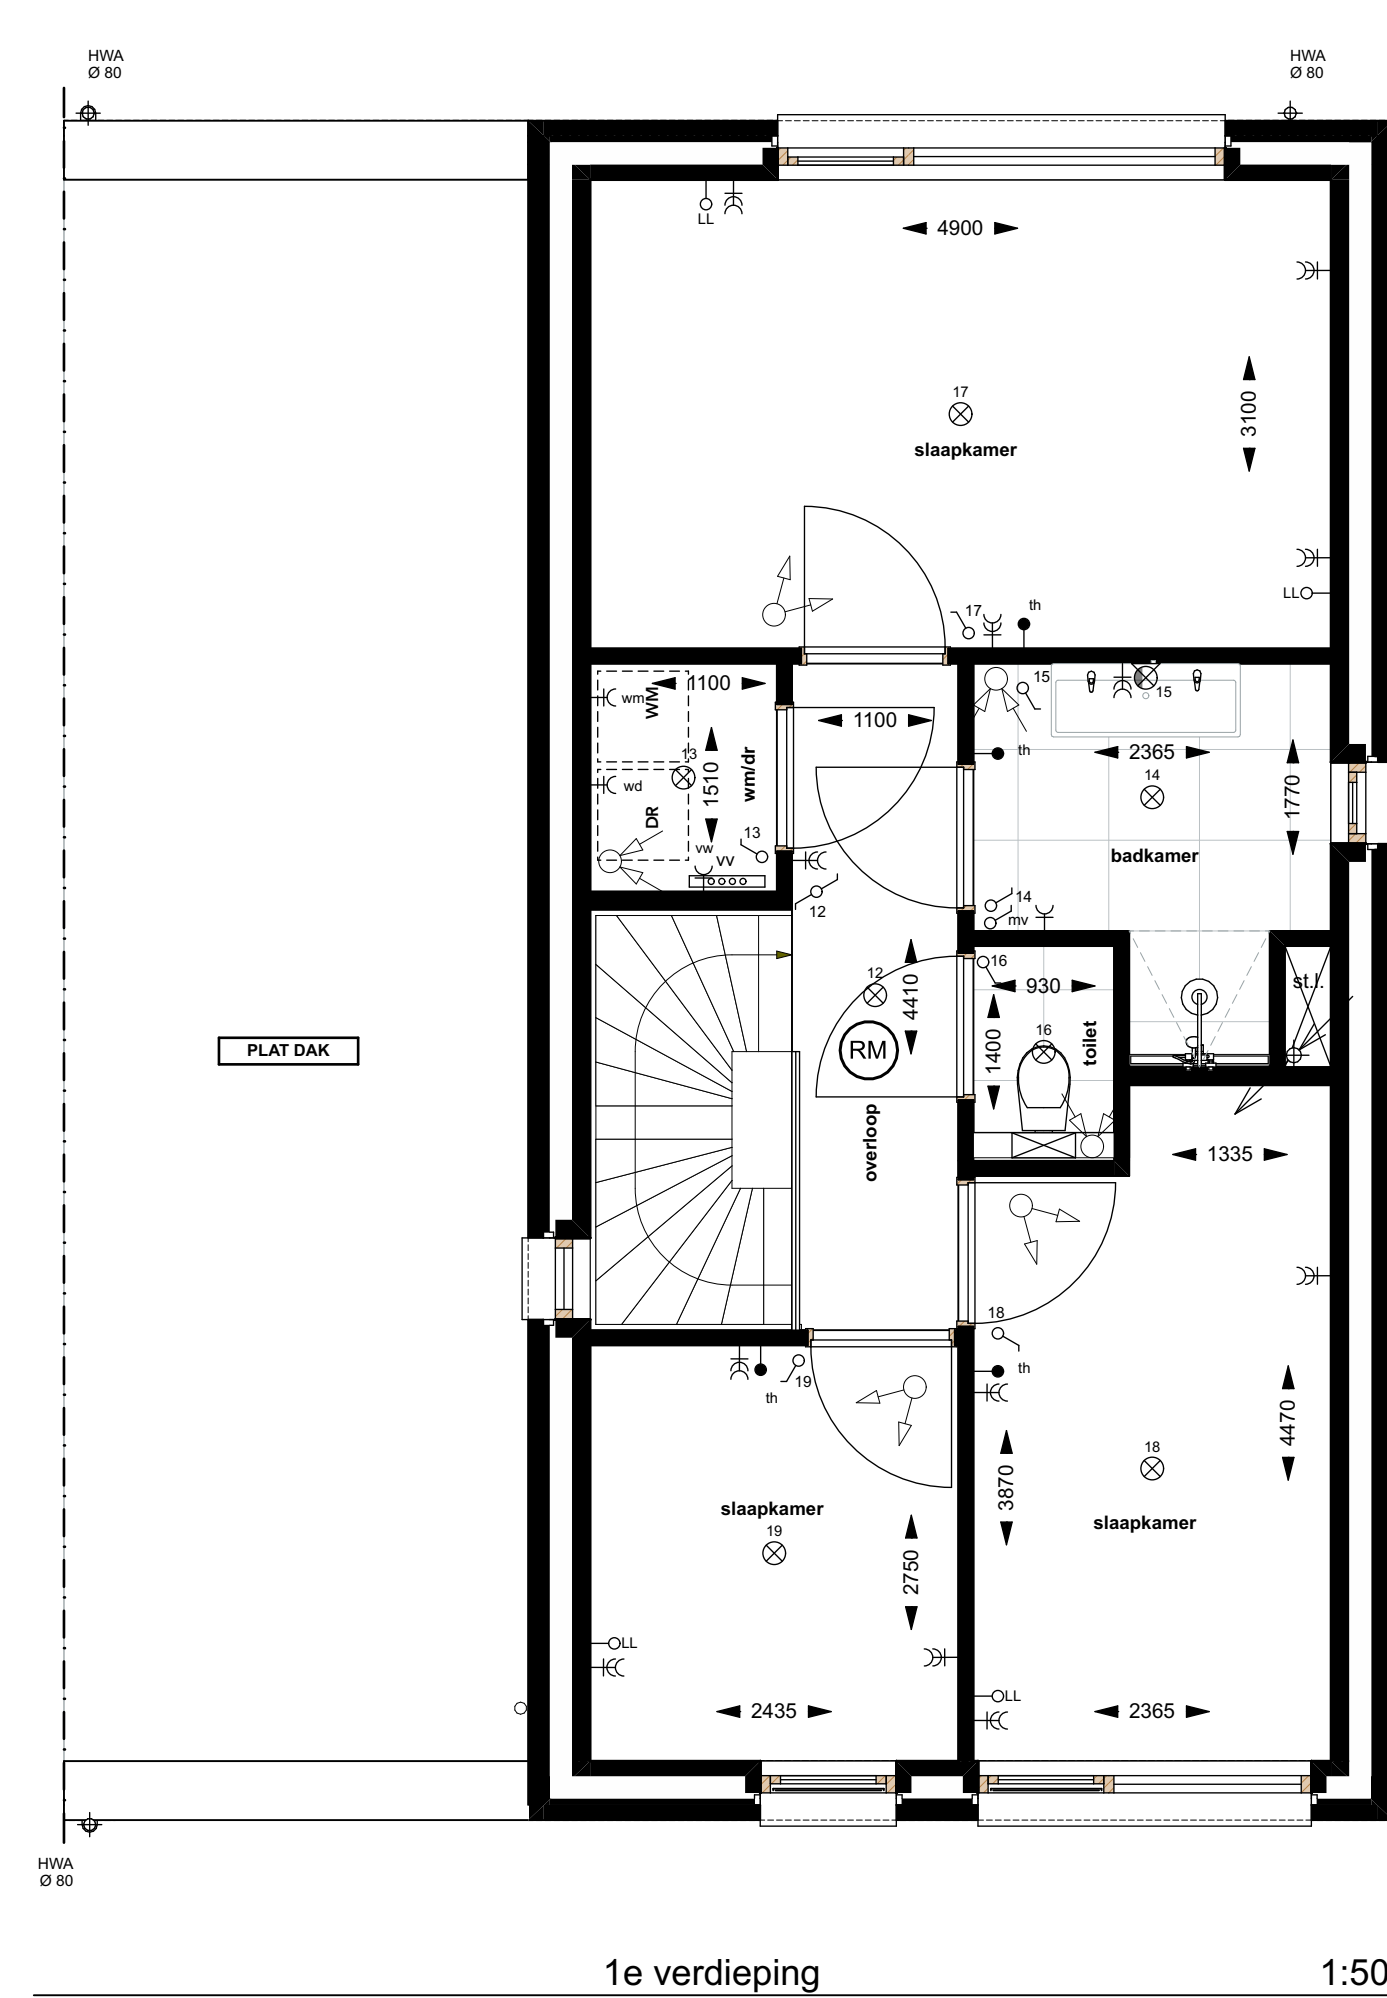 HWA
Ø 80
HWA
Ø 80
LL
4900
17
slaapkamer
3100
LL
17
th
1100
wm
WM
13
1510
wm/dr
wd
DR
13
vw
VV
1100
12
15
15
th
2365
14
1770
badkamer
14
mv
16
930
12
4410
RM
1400
16
toilet
st.l.
overloop
PLAT DAK
1335
18
th
19
th
4470
3870
18
slaapkamer
slaapkamer
19
2750
LL
LL
2435
2365
HWA
Ø 80
1e verdieping
1:50